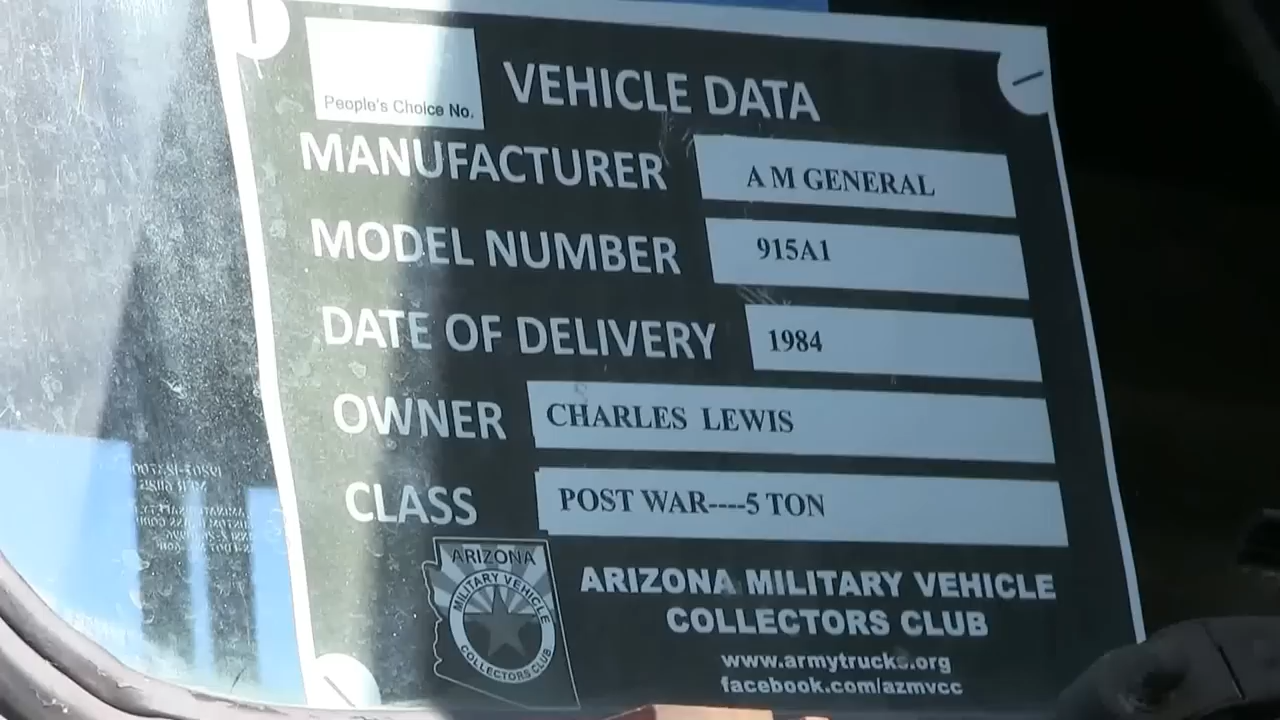 People's Choice No.
VEHICLE DATA
MANUFACTURER A M GENERAL
MODEL NUMBER 915A1
DATE OF DELIVERY 1984
OWNER CHARLES LEWIS
CLASS POST WAR----5 TON
ARIZONA
MILITARY VEHICLE
COLLECTORS CLUB
ARIZONA MILITARY VEHICLE
COLLECTORS CLUB
www.armytrucks.org
facebook.com/azmvcc